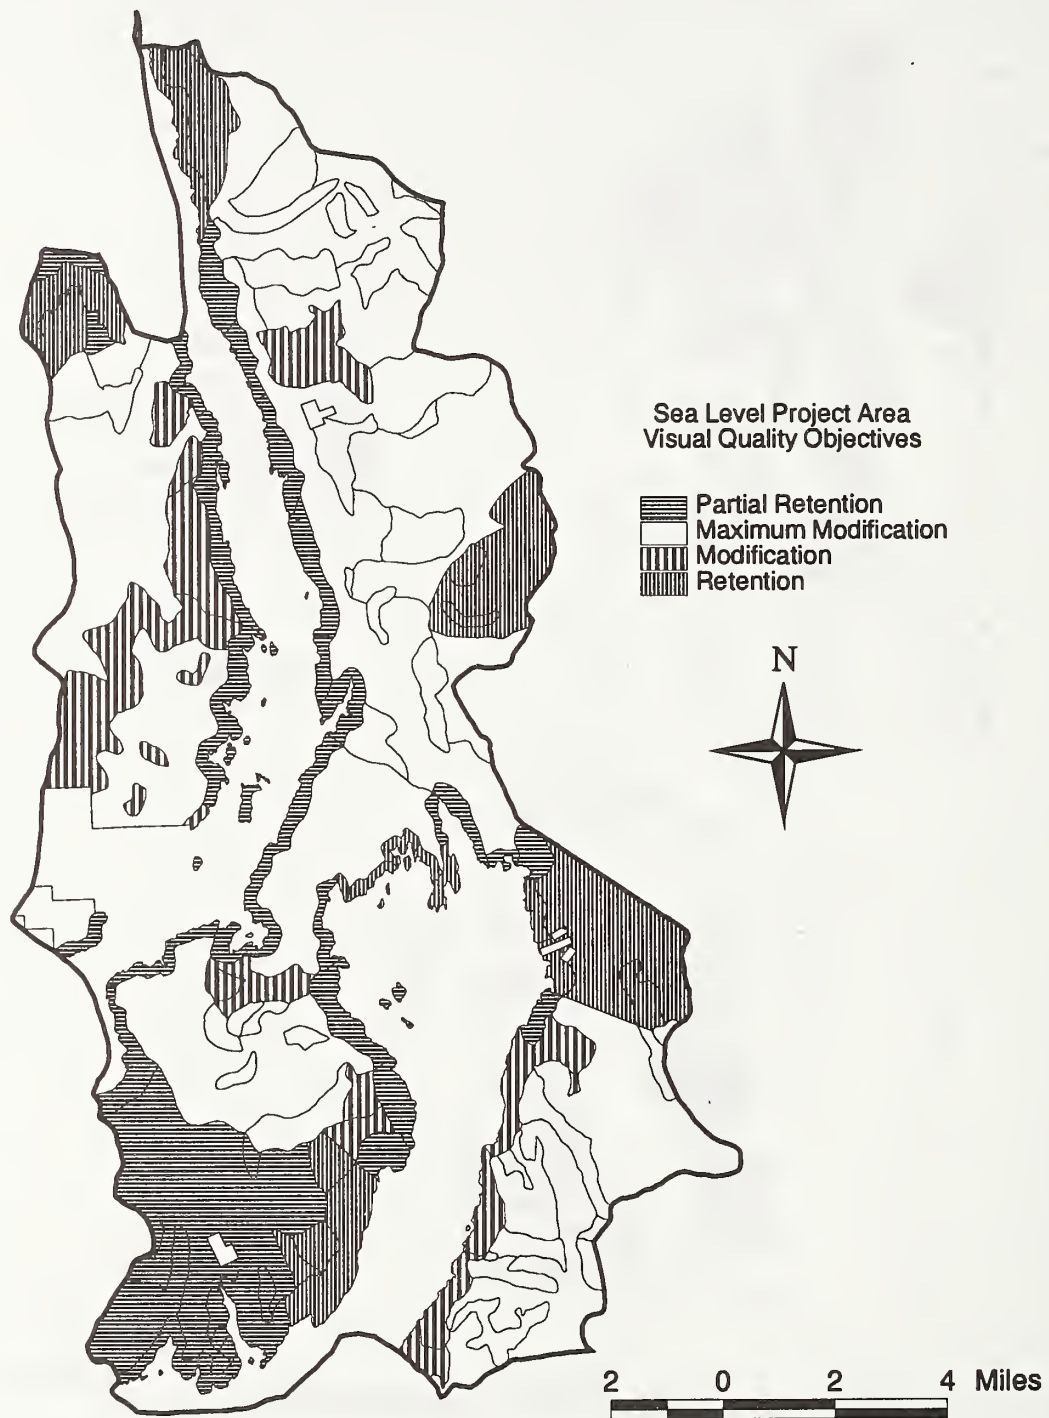 Sea Level Project Area
Visual Quality Objectives
Partial Retention
Maximum Modification
Modification
Retention
N
2 0 2 4 Miles